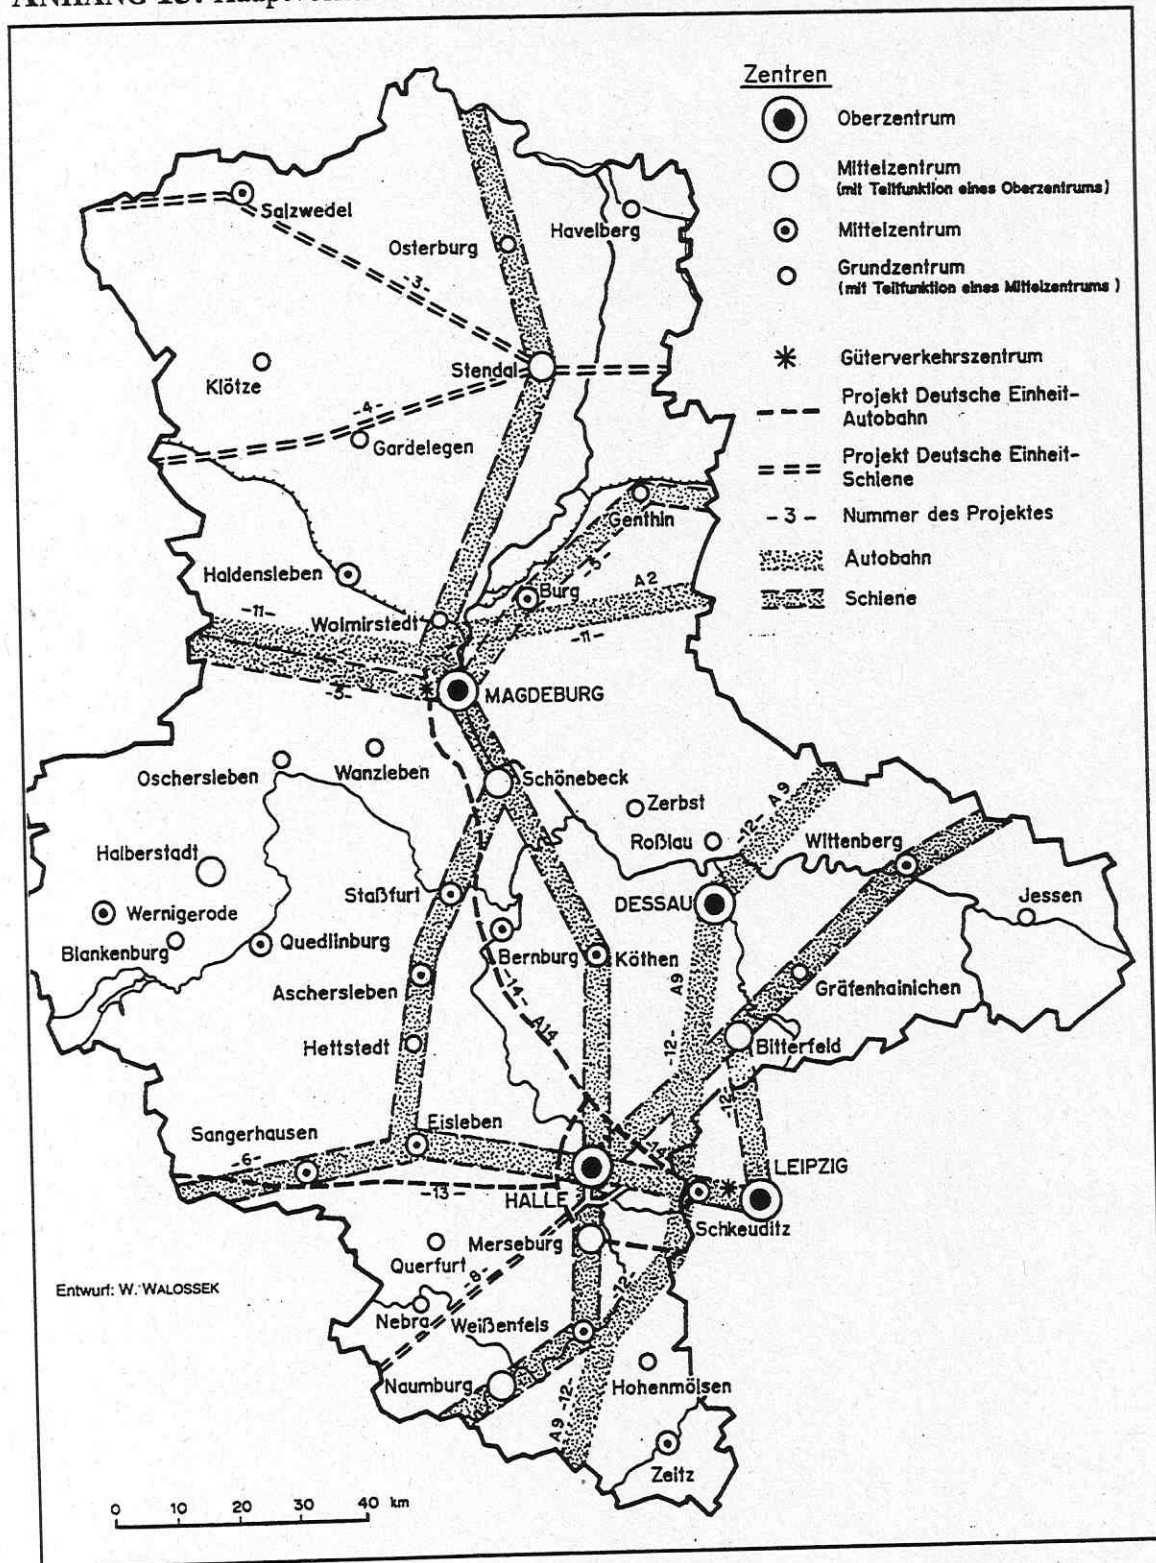 ANHANG 13:
Zentren
Oberzentrum
Mittelzentrum
(mit Teilfunktion eines Oberzentrums)
Mittelzentrum
Grundzentrum
(mit Teilfunktion eines Mittelzentrums)
Güterverkehrszentrum
Projekt Deutsche Einheit-
Autobahn
Projekt Deutsche Einheit-
Schiene
-3- Nummer des Projektes
Autobahn
Schiene
Salzwedel
Osterburg
Havelberg
-3-
Stendal
Klötze
-4-
Gardelegen
Genthin
-3-
Haldensleben
Burg
A2
-11-
Wolmirstedt
-11-
-3-
MAGDEBURG
Oschersleben
Wanzleben
Schönebeck
Zerbst
-12- A9
Roßlau
Wittenberg
Halberstadt
Staßfurt
DESSAU
Jessen
Wernigerode
Blankenburg
Quedlinburg
Bernburg
Köthen
A9
Gräfenhainichen
Aschersleben
-14-
A14
Hettstedt
-12-
Bitterfeld
-12-
Eisleben
Sangerhausen
-6-
A14
LEIPZIG
-13-
HALLE
Schkeuditz
Merseburg
Querfurt
-8-
-12-
Entwurf: W. WALOSSEK
Nebra
Weißenfels
Naumburg
Hohenmölsen
A9 -12-
Zeitz
0 10 20 30 40 km